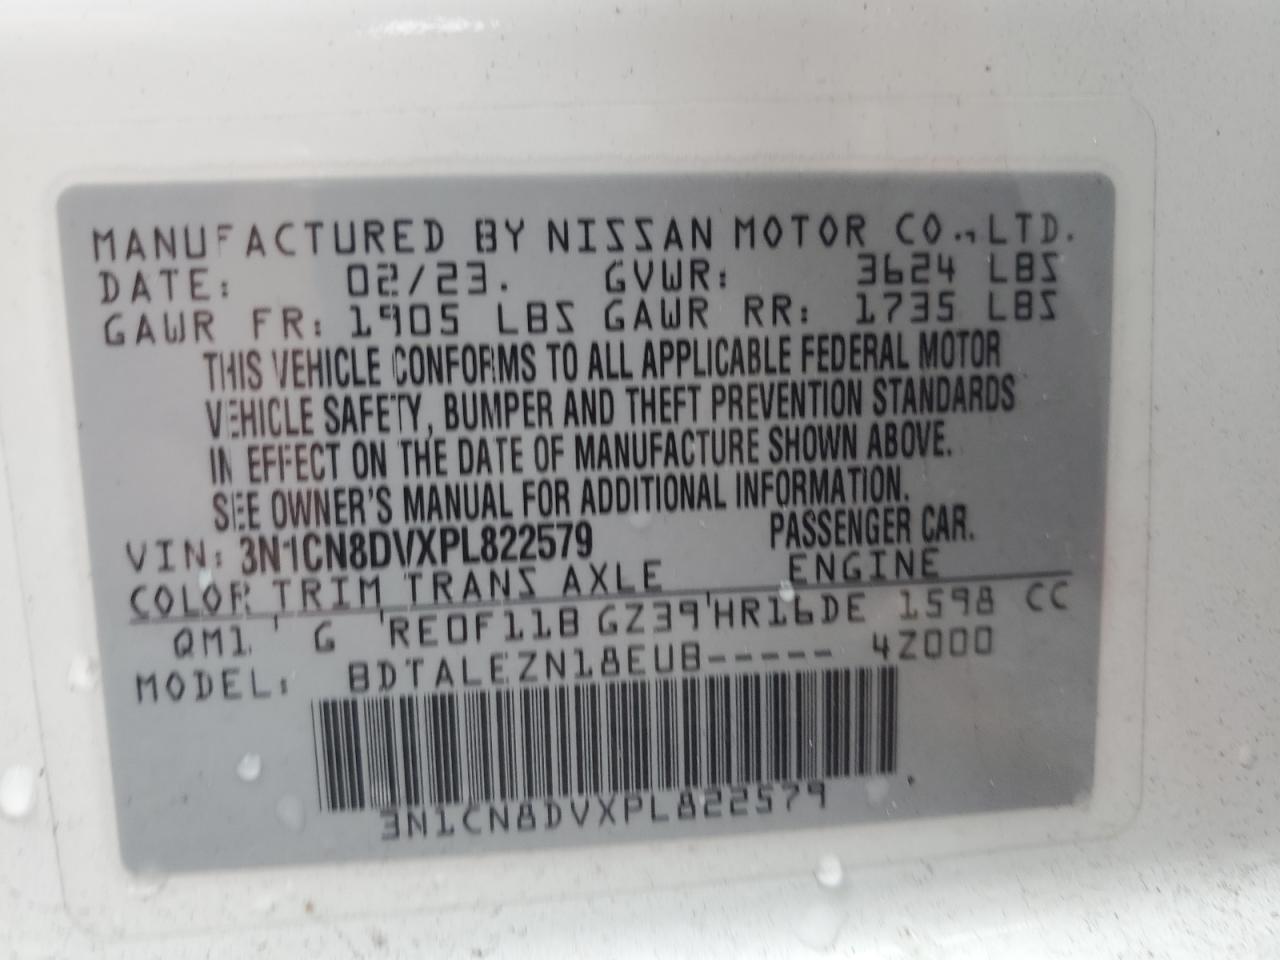 MANUFACTURED BY NISSAN MOTOR CO., LTD.
DATE: 02/23. GVWR: 3624 LBS
GAWR FR: 1905 LBS GAWR RR: 1735 LBS
THIS VEHICLE CONFORMS TO ALL APPLICABLE FEDERAL MOTOR
VEHICLE SAFETY, BUMPER AND THEFT PREVENTION STANDARDS
IN EFFECT ON THE DATE OF MANUFACTURE SHOWN ABOVE.
SEE OWNER'S MANUAL FOR ADDITIONAL INFORMATION.
VIN: 3N1CN8DVXPL822579 PASSENGER CAR.
COLOR TRIM TRANS AXLE ENGINE
QM1 ' G 'RE0F11B GZ39'HR16DE 1598 CC
MODEL: BDTALEZN18EUB----- 4Z000
3N1CN8DVXPL822579